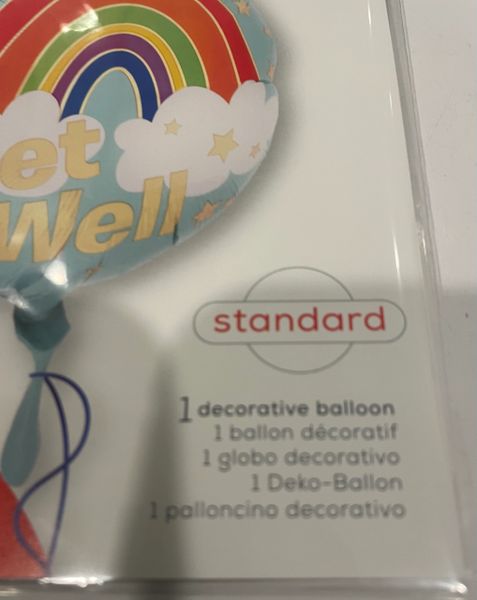 et
Well
standard
1 decorative balloon
1 ballon décoratif
1 globo decorativo
1 Deko-Ballon
1 palloncino decorativo